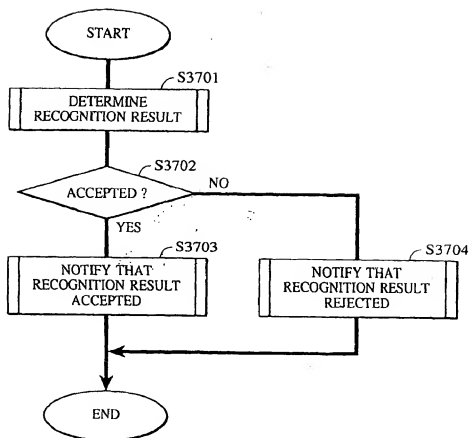 START
S3701
DETERMINE
RECOGNITION RESULT
S3702
ACCEPTED ?
NO
YES
S3703
NOTIFY THAT
RECOGNITION RESULT
ACCEPTED
S3704
NOTIFY THAT
RECOGNITION RESULT
REJECTED
END